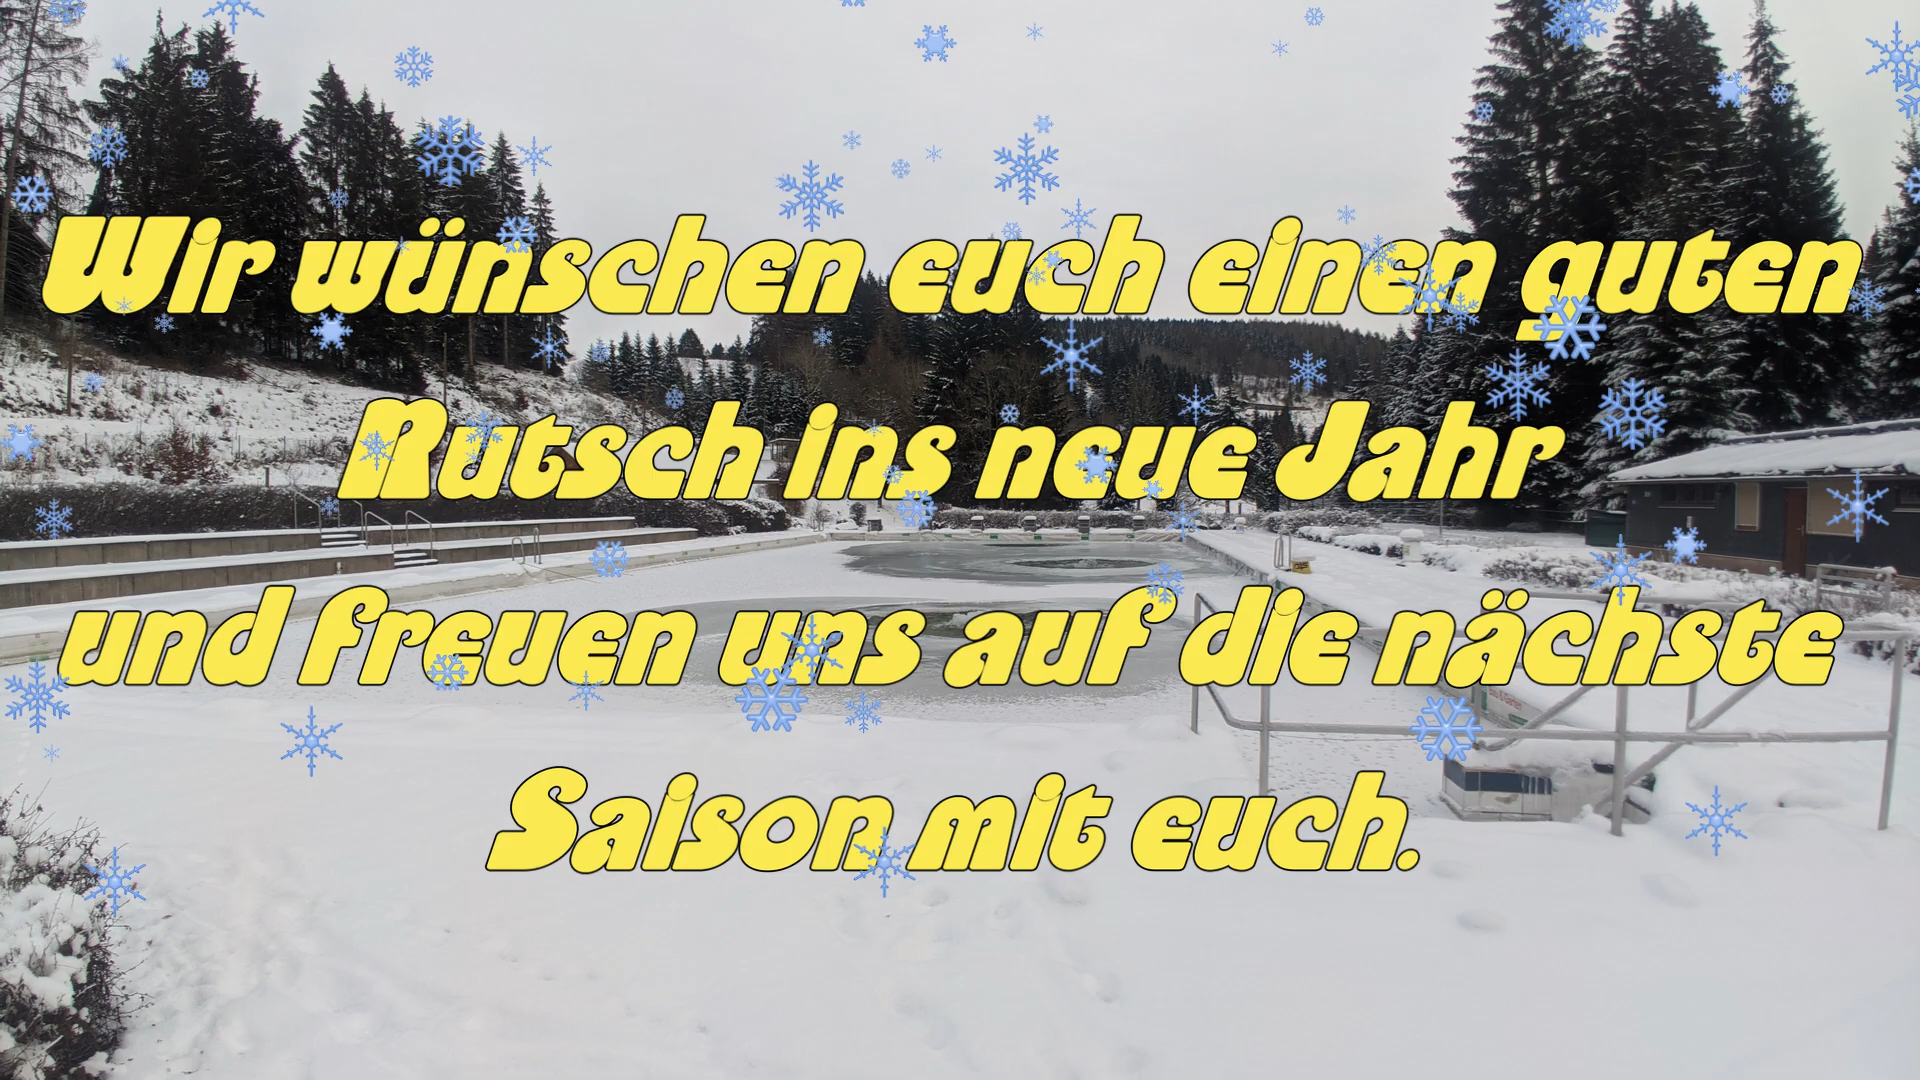 Wir wünschen euch einen guten
Rutsch ins neue Jahr
und freuen uns auf die nächste
Saison mit euch.